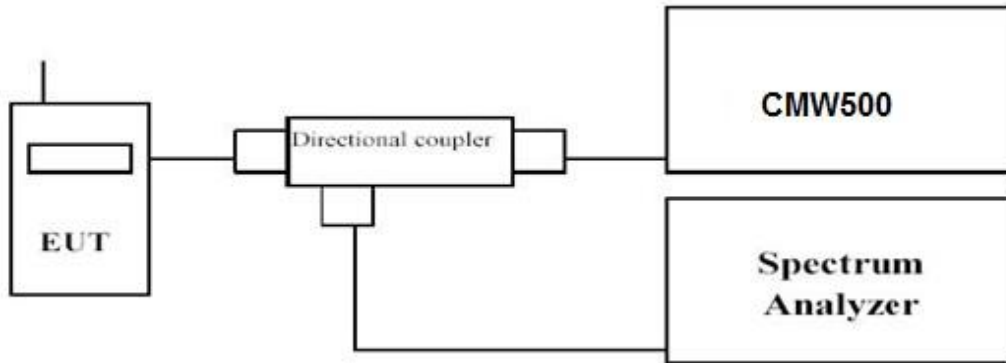 EUT
Directional coupler
CMW500
Spectrum
Analyzer